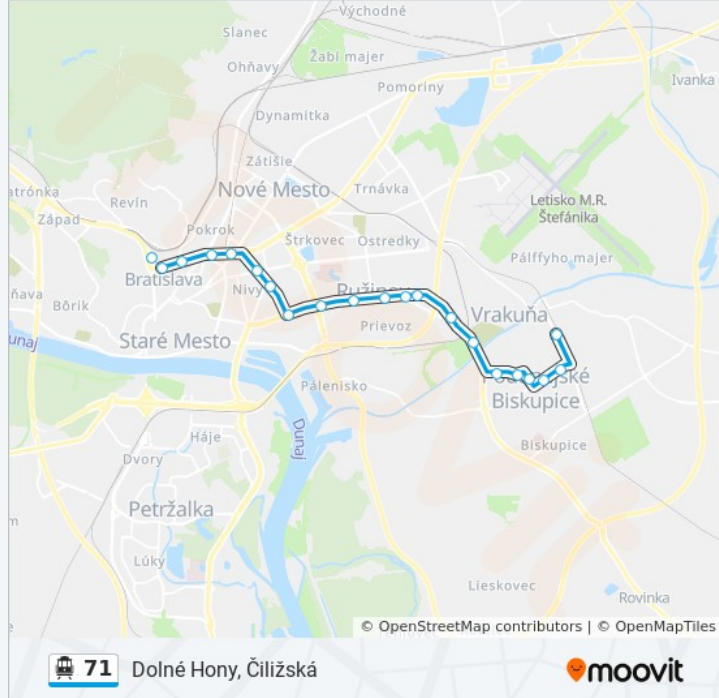 Východné
Slanec
Žabí majer
Ohňavy
Pomoriny
Ivanka
Dynamitka
Zátišie
Nové Mesto
Trnávka
atrónka
Revín
Letisko M.R.
Štefánika
Západ
Pokrok
Štrkovec
Ostredky
Pálffyho majer
Bratislava
Nivy
ňava
Bôrik
Vrakuňa
Prievoz
Staré Mesto
unaj
Pálenisko
Biskupice
Dunaj
Háje
Dvory
Biskupice
Petržalka
Lúky
Lieskovec
Rovinka
© OpenStreetMap contributors | © OpenMapTiles
71 Dolné Hony, Čiližská
moovit